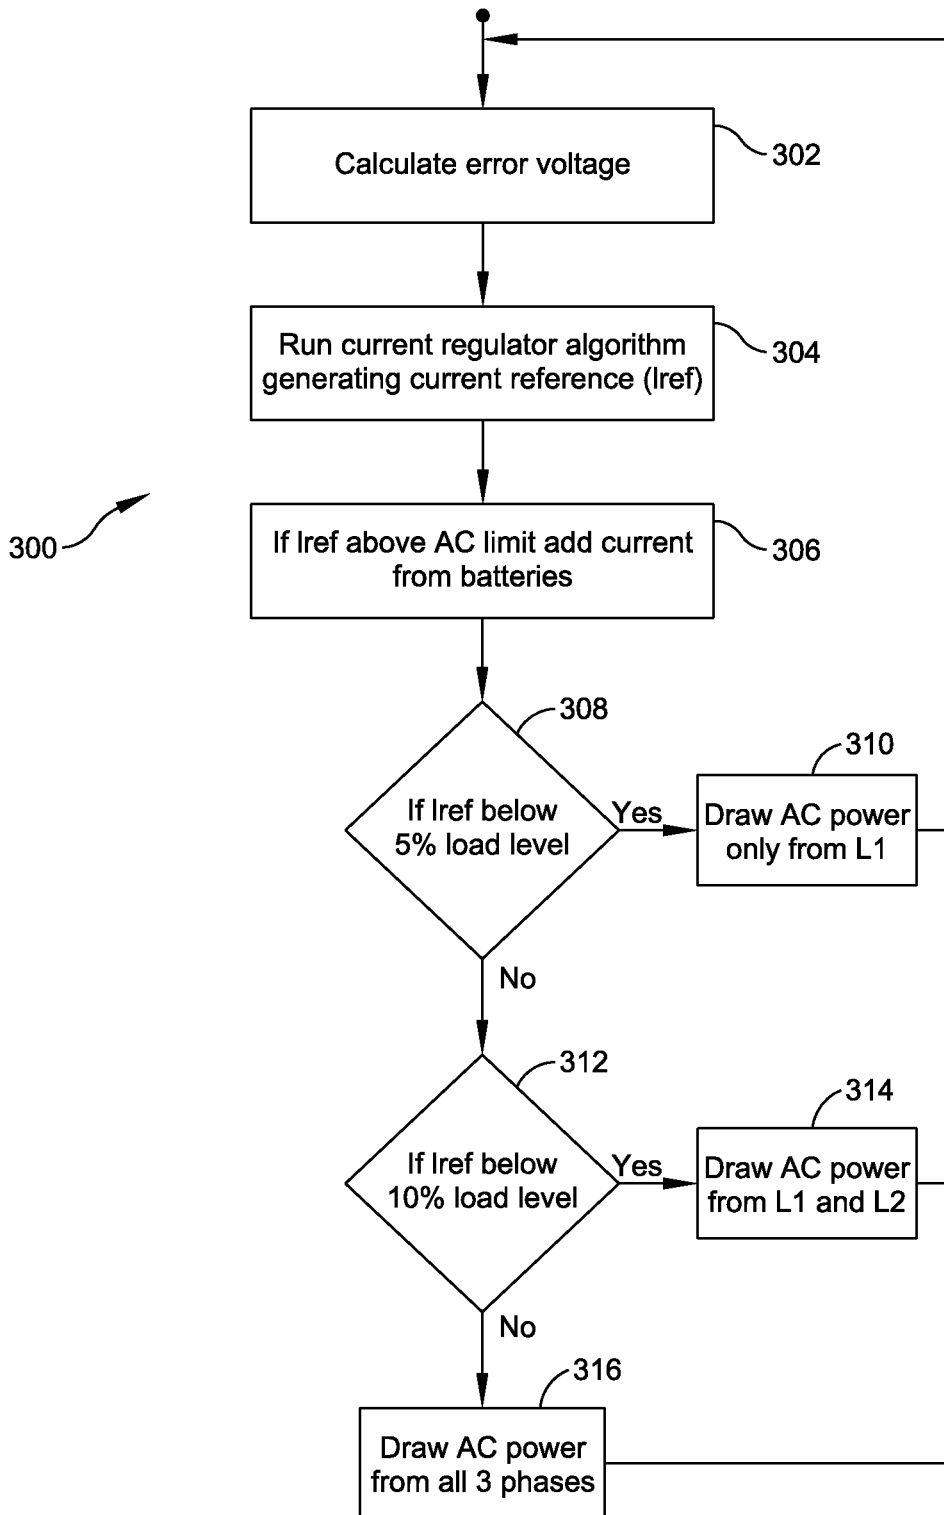 Calculate error voltage
302
Run current regulator algorithm
generating current reference (Iref)
304
300
If Iref above AC limit add current
from batteries
306
308
If Iref below
5% load level
Yes
310
Draw AC power
only from L1
No
312
If Iref below
10% load level
Yes
314
Draw AC power
from L1 and L2
No
316
Draw AC power
from all 3 phases